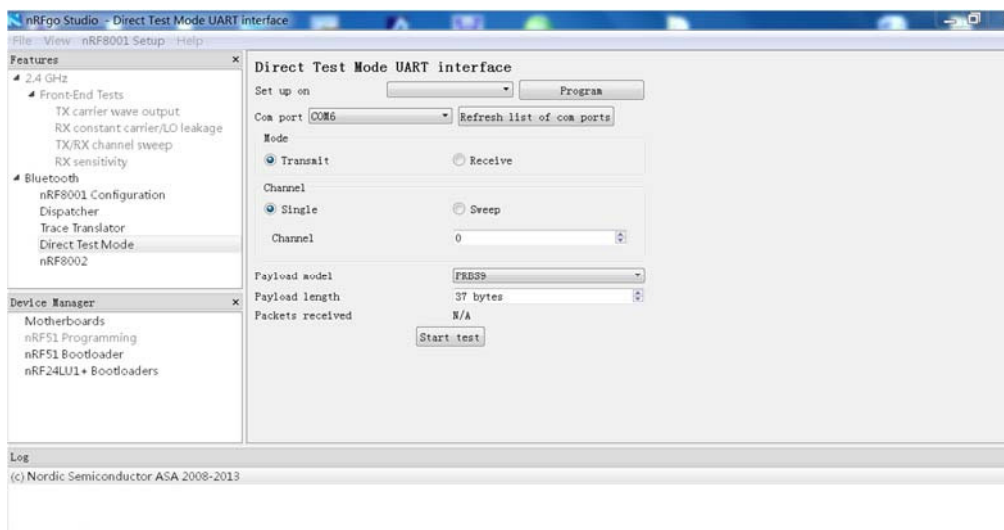 nRFgo Studio - Direct Test Mode UART interface
File View nRF8001 Setup Help
Features
2.4 GHz
Front-End Tests
TX carrier wave output
RX constant carrier/LO leakage
TX/RX channel sweep
RX sensitivity
Bluetooth
nRF8001 Configuration
Dispatcher
Trace Translator
Direct Test Mode
nRF8002
Device Manager
Motherboards
nRF51 Programming
nRF51 Bootloader
nRF24LU1+ Bootloaders
Direct Test Mode UART interface
Set up on Program
Com port COM6 Refresh list of com ports
Mode
Transmit Receive
Channel
Single Sweep
Channel 0
Payload model PRBS9
Payload length 37 bytes
Packets received N/A
Start test
Log
(c) Nordic Semiconductor ASA 2008-2013